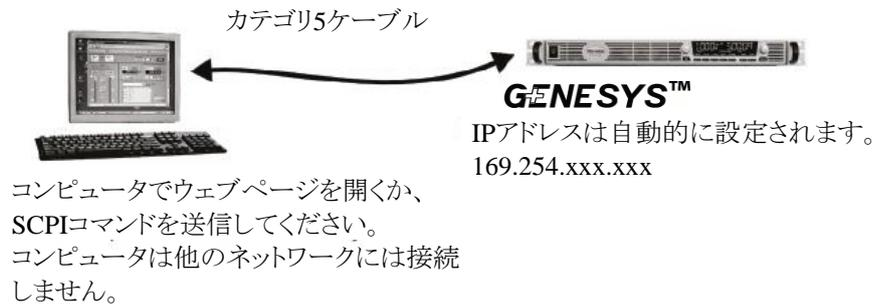 カテゴリ5ケーブル
GENESYS™
IPアドレスは自動的に設定されます。
169.254.xxx.xxx
コンピュータでウェブページを開くか、
SCPIコマンドを送信してください。
コンピュータは他のネットワークには接続
しません。